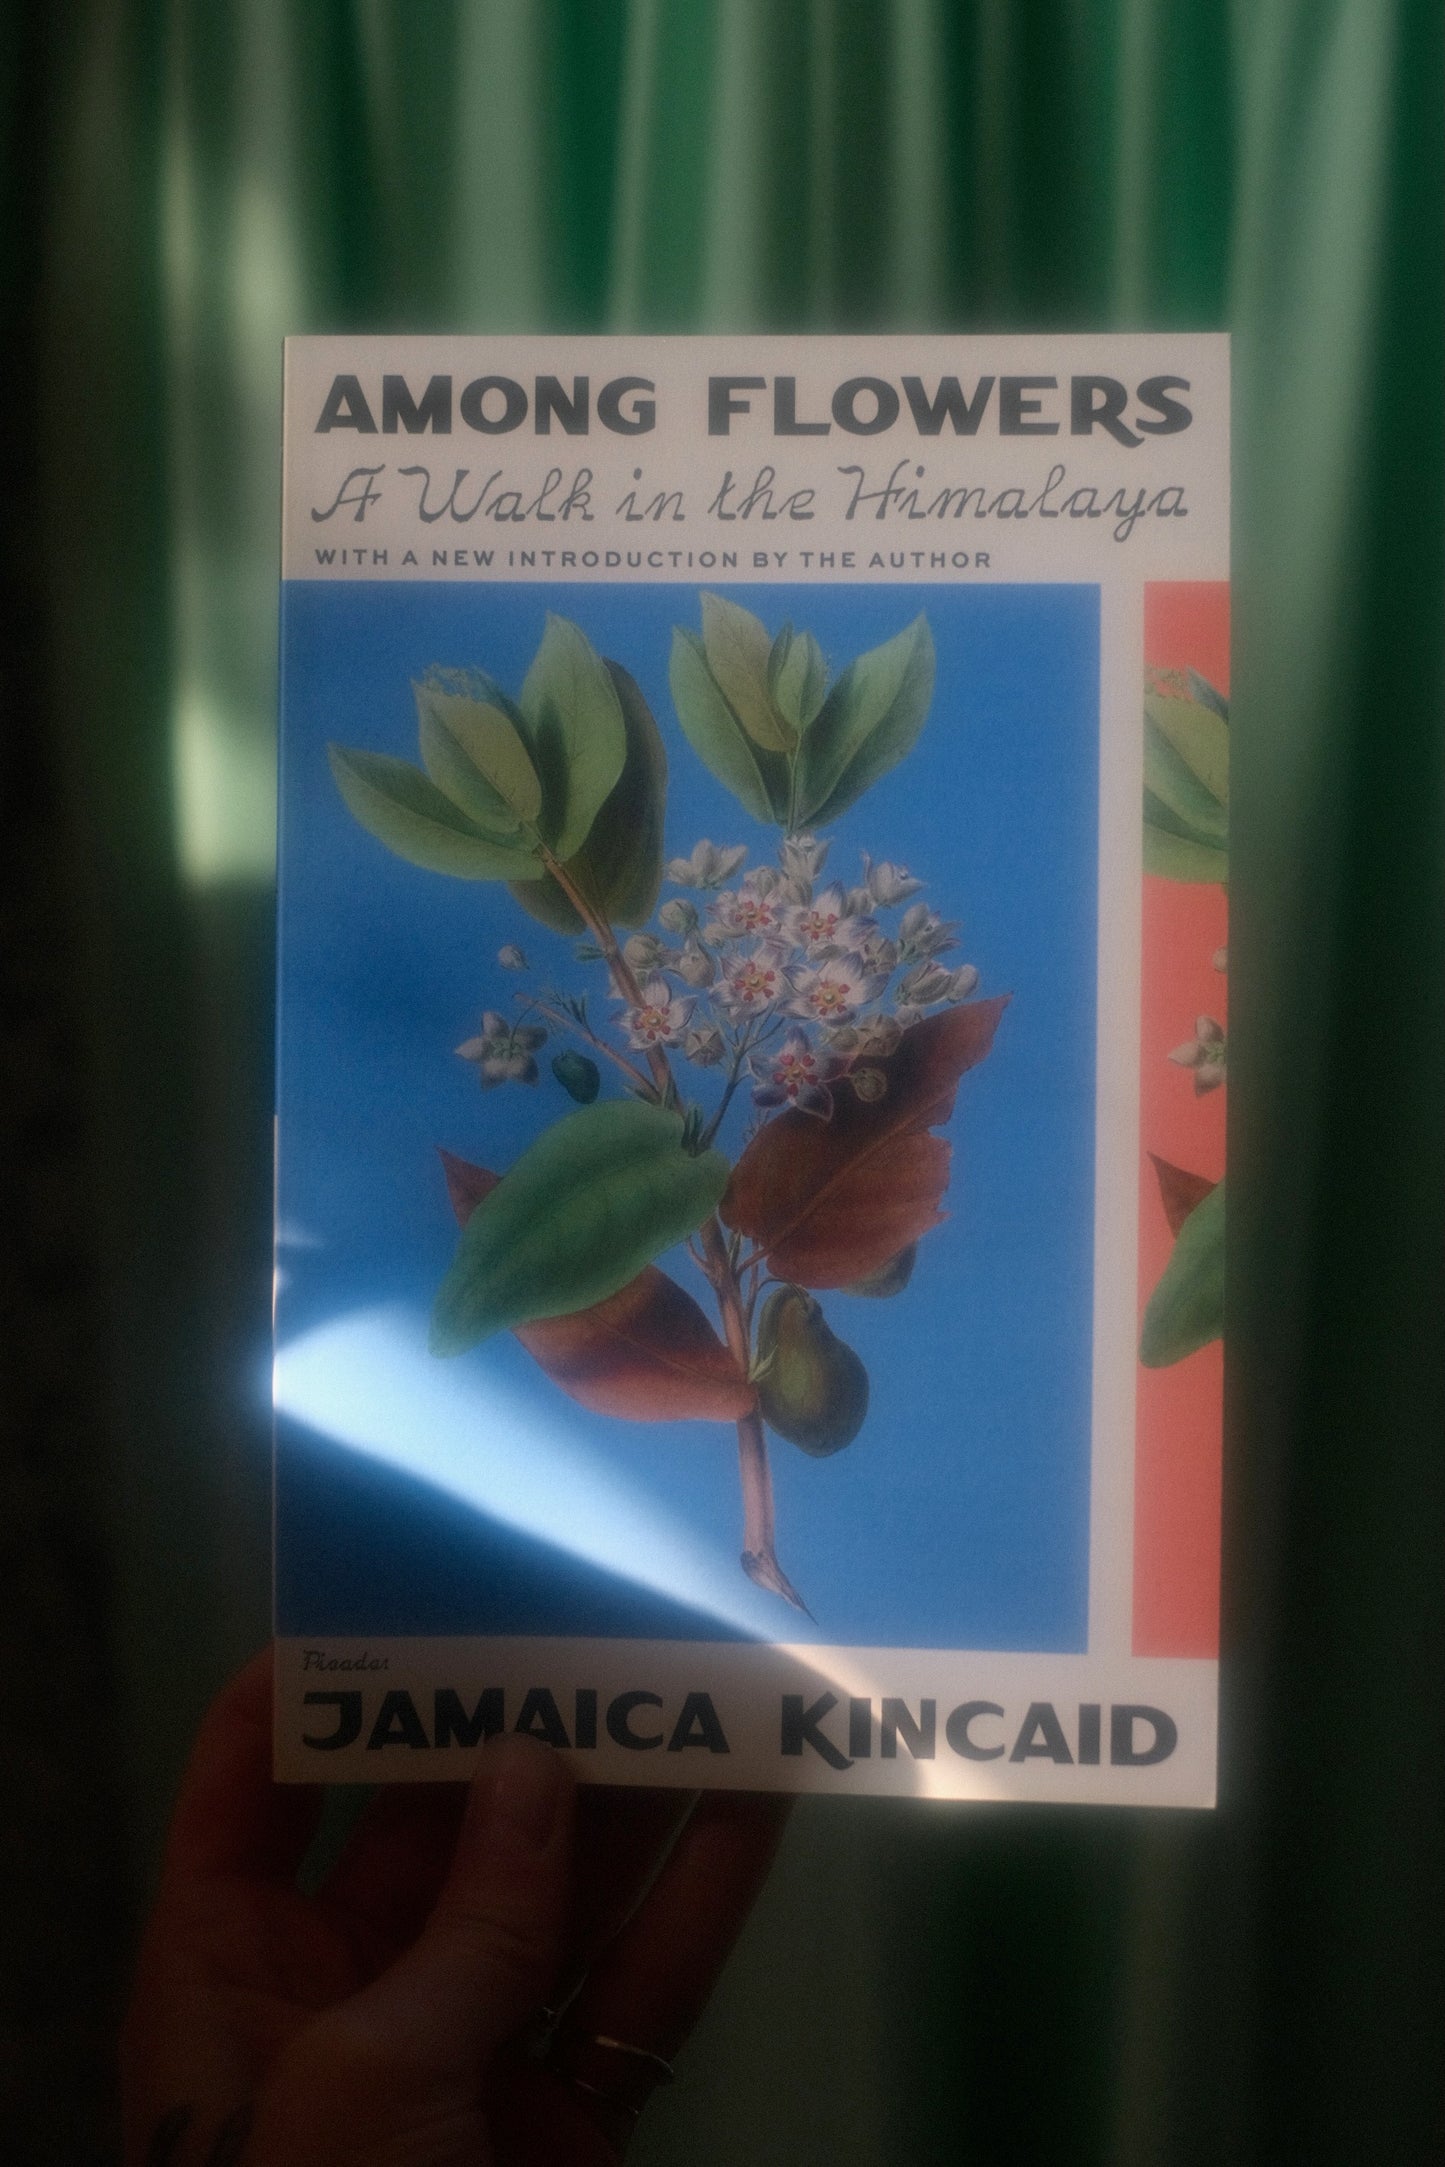 AMONG FLOWERS
A Walk in the Himalaya
WITH A NEW INTRODUCTION BY THE AUTHOR
Picador
JAMAICA KINCAID